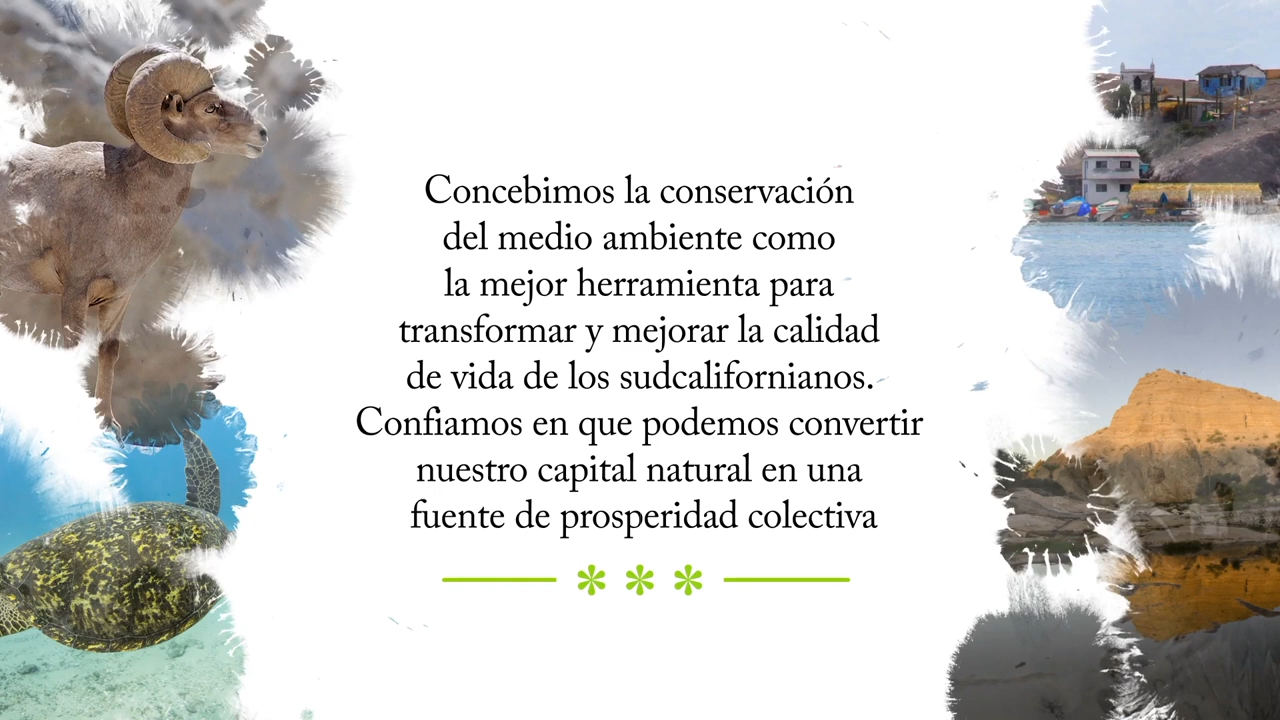 Concebimos la conservación
del medio ambiente como
la mejor herramienta para
transformar y mejorar la calidad
de vida de los sudcalifornianos.
Confiamos en que podemos convertir
nuestro capital natural en una
fuente de prosperidad colectiva